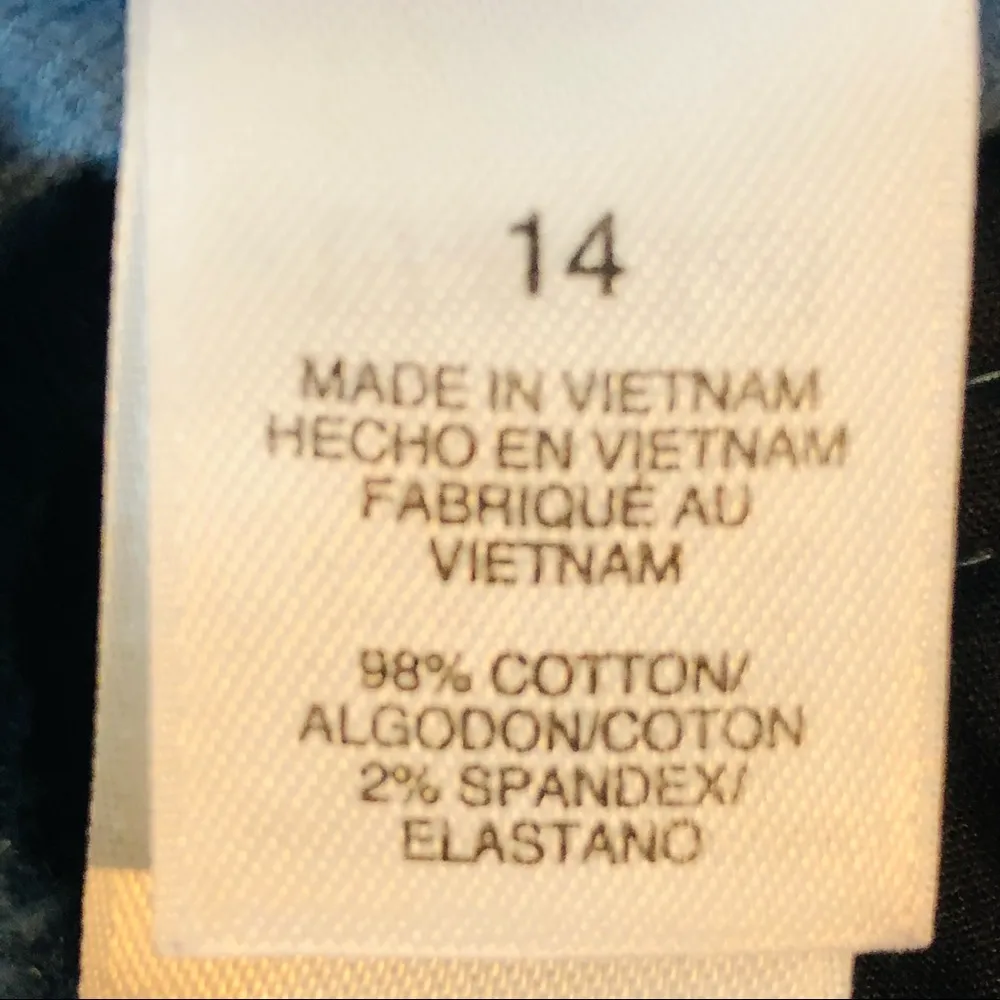 14
MADE IN VIETNAM
HECHO EN VIETNAM
FABRIQUÉ AU
VIETNAM
98% COTTON/
ALGODON/COTON
2% SPANDEX/
ELASTANO